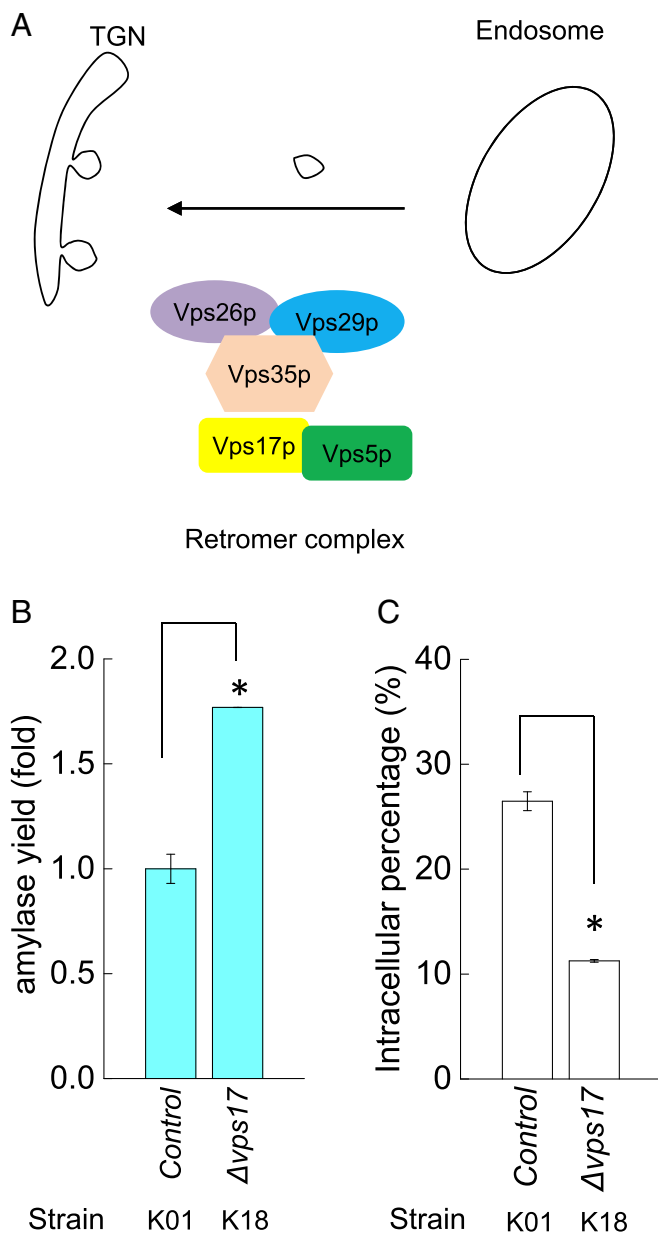 A
TGN
Endosome
Vps26p
Vps29p
Vps35p
Vps17p
Vps5p
Retromer complex
B
amylase yield (fold)
2.0
1.5
1.0
0.5
0.0
*
Control
Δvps17
Strain K01 K18
C
Intracellular percentage (%)
40
30
20
10
0
*
Control
Δvps17
Strain K01 K18